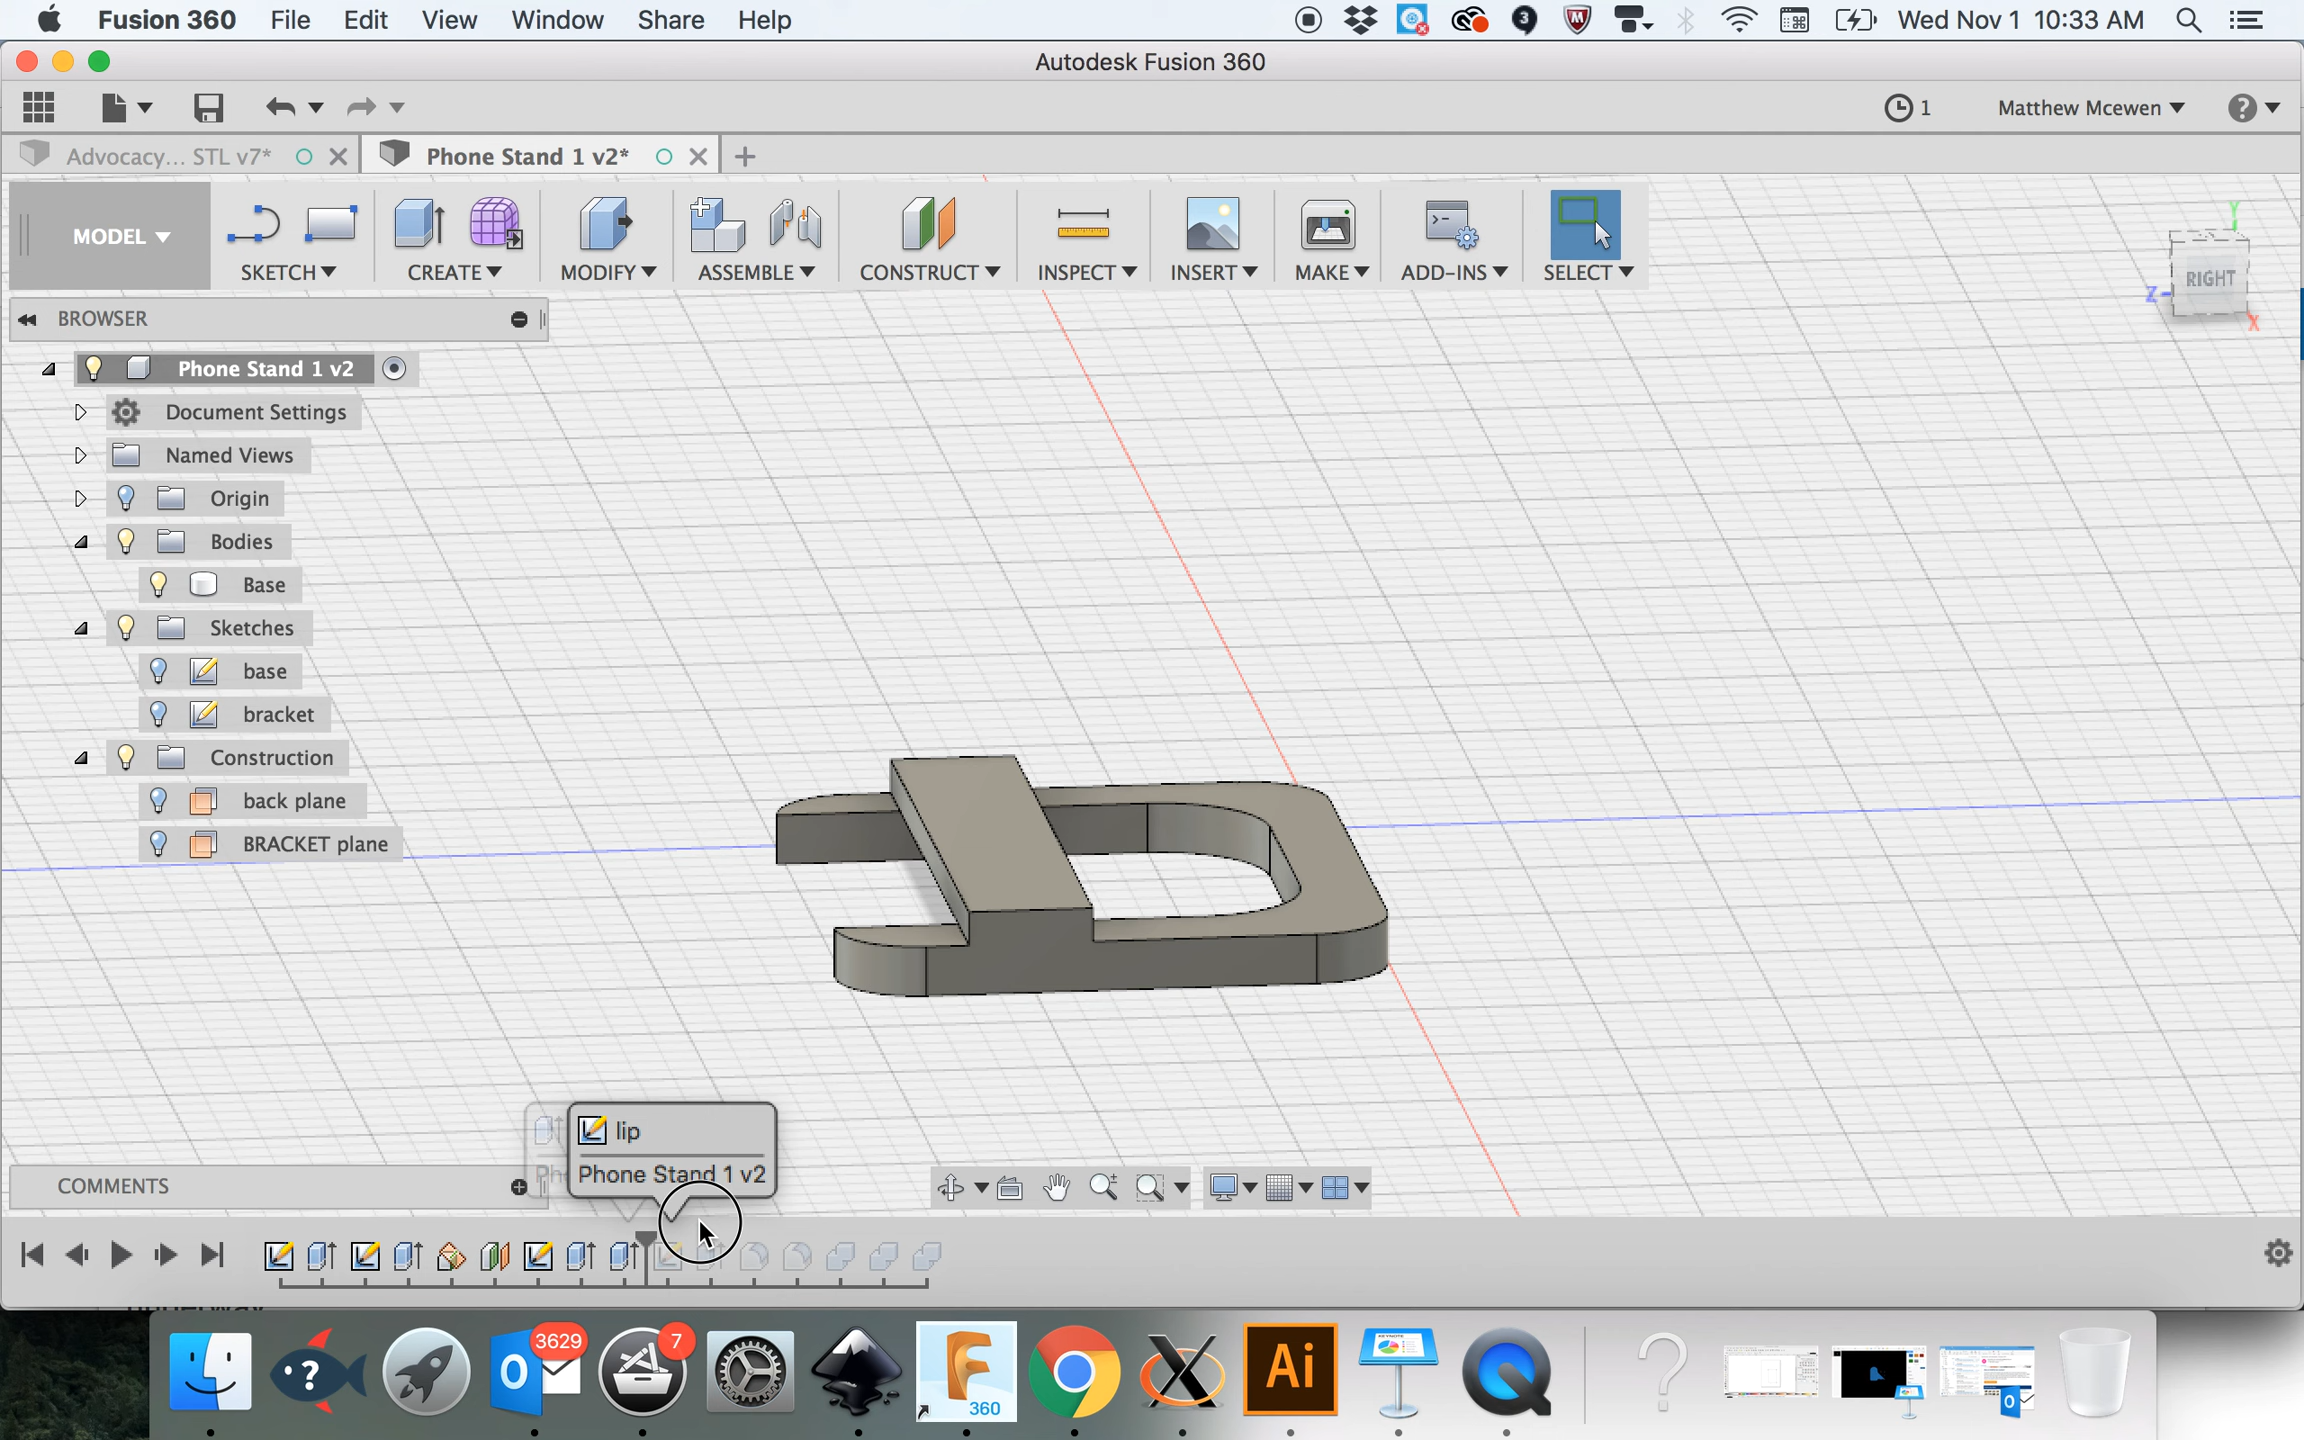 Fusion 360 File Edit View Window Share Help 3 Wed Nov 1 10:33 AM
Autodesk Fusion 360
1 Matthew Mcewen ?
Advocacy... STL v7* Phone Stand 1 v2* +
MODEL SKETCH CREATE MODIFY ASSEMBLE CONSTRUCT INSPECT INSERT MAKE ADD-INS SELECT
Y
RIGHT
Z
X
BROWSER
Phone Stand 1 v2
Document Settings
Named Views
Origin
Bodies
Base
Sketches
base
bracket
Construction
back plane
BRACKET plane
lip
Phone Stand 1 v2
COMMENTS
3629 7
? O Ai ?
360